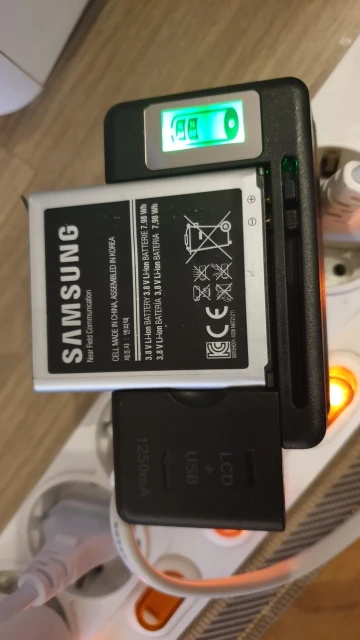 SAMSUNG
Near Field Communication
CELL MADE IN CHINA, ASSEMBLED IN KOREA
3.8 V Li-ion BATTERY 3.8 V Li-ion BATTERIE 7.98 Wh
3.8 V Li-ion BATERÍA 3.8 V Li-ion BATERIA 7.98 Wh
CE
LCD
+
USB
1250mA